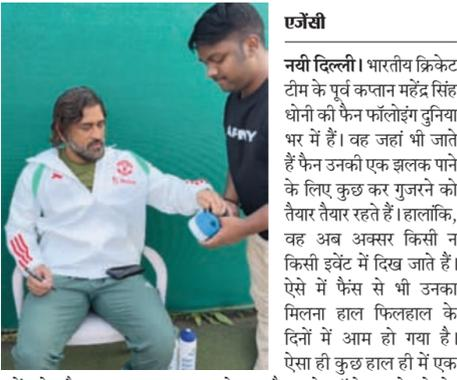 एजेंसी
नयी दिल्ली। भारतीय क्रिकेट
टीम के पूर्व कप्तान महेंद्र सिंह
धोनी की फैन फॉलोइंग दुनिया
भर में हैं। वह जहां भी जाते
हैं फैन उनकी एक झलक पाने
के लिए कुछ कर गुजरने को
तैयार तैयार रहते हैं। हालांकि,
वह अब अक्सर किसी न
किसी इवेंट में दिख जाते हैं।
ऐसे में फैंस से भी उनका
मिलना हाल फिलहाल के
दिनों में आम हो गया है।
ऐसा ही कुछ हाल ही में एक